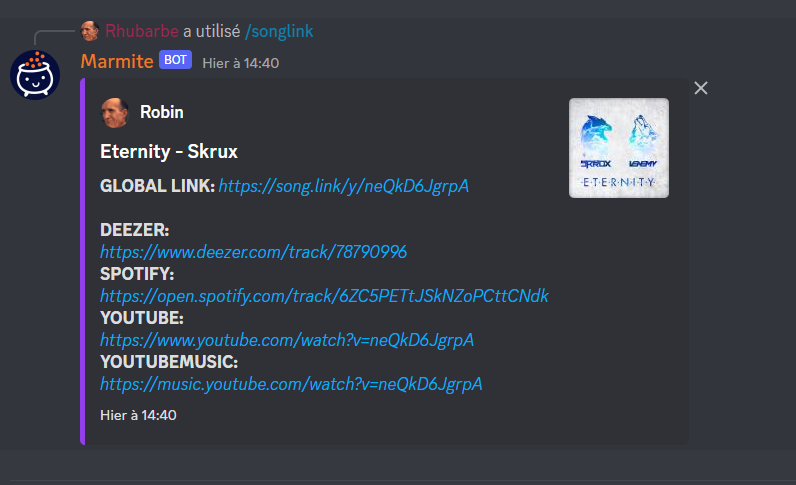 Rhubarbe a utilisé /songlink
Marmite BOT Hier à 14:40
Robin
Eternity - Skrux
GLOBAL LINK: https://song.link/y/neQkD6JgrpA
DEEZER:
https://www.deezer.com/track/78790996
SPOTIFY:
https://open.spotify.com/track/6ZC5PETtJSkNZoPCttCNdk
YOUTUBE:
https://www.youtube.com/watch?v=neQkD6JgrpA
YOUTUBEMUSIC:
https://music.youtube.com/watch?v=neQkD6JgrpA
Hier à 14:40
SKRUX VENEMY
ETERNITY